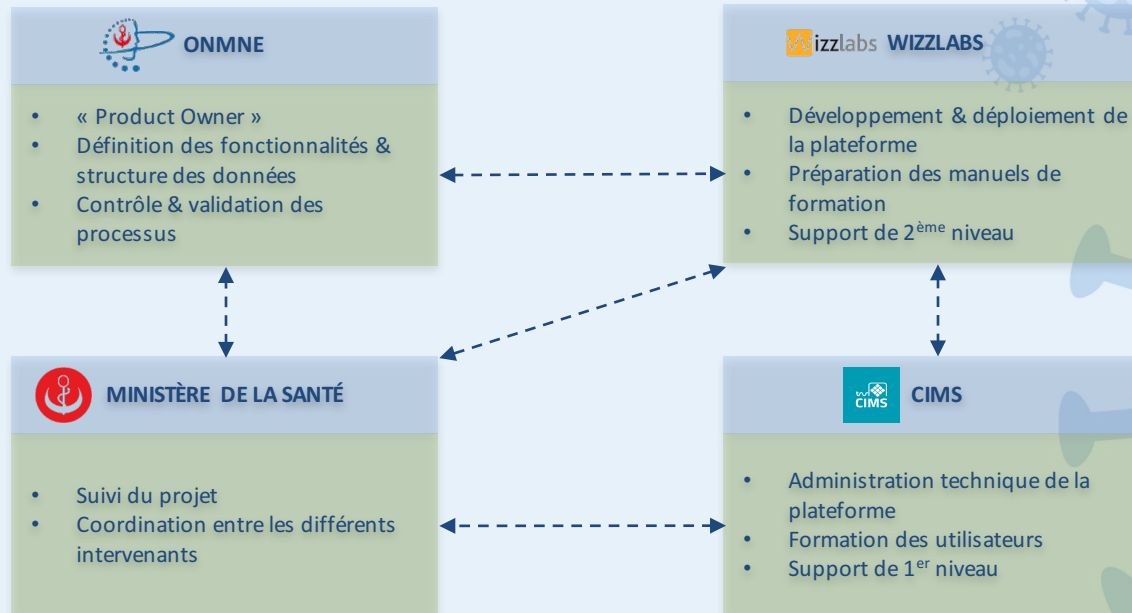 ONMNE
• « Product Owner »
• Définition des fonctionnalités &
structure des données
• Contrôle & validation des
processus
Wizzlabs WIZZLABS
• Développement & déploiement de
la plateforme
• Préparation des manuels de
formation
• Support de 2ème niveau
MINISTÈRE DE LA SANTÉ
• Suivi du projet
• Coordination entre les différents
intervenants
CIMS CIMS
• Administration technique de la
plateforme
• Formation des utilisateurs
• Support de 1er niveau